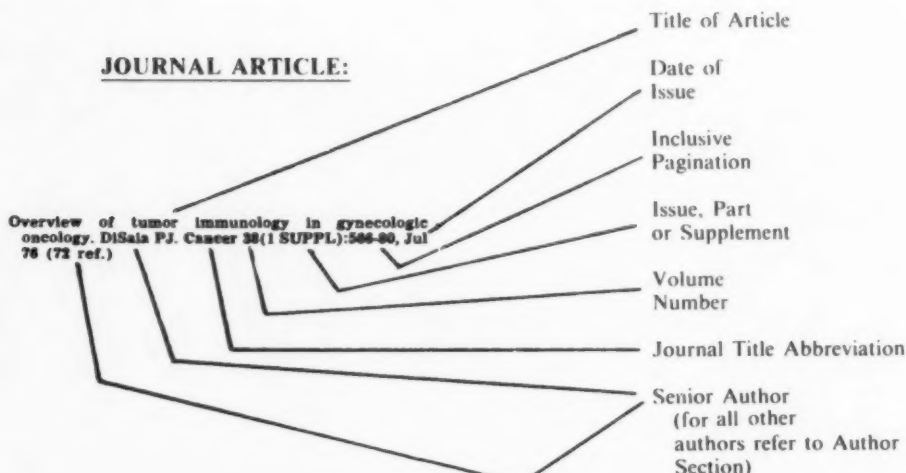 JOURNAL ARTICLE:
Overview of tumor immunology in gynecologic
oncology. DiSaia PJ. Cancer 38(1 SUPPL):566-80, Jul
76 (72 ref.)
Title of Article
Date of
Issue
Inclusive
Pagination
Issue, Part
or Supplement
Volume
Number
Journal Title Abbreviation
Senior Author
(for all other
authors refer to Author
Section)